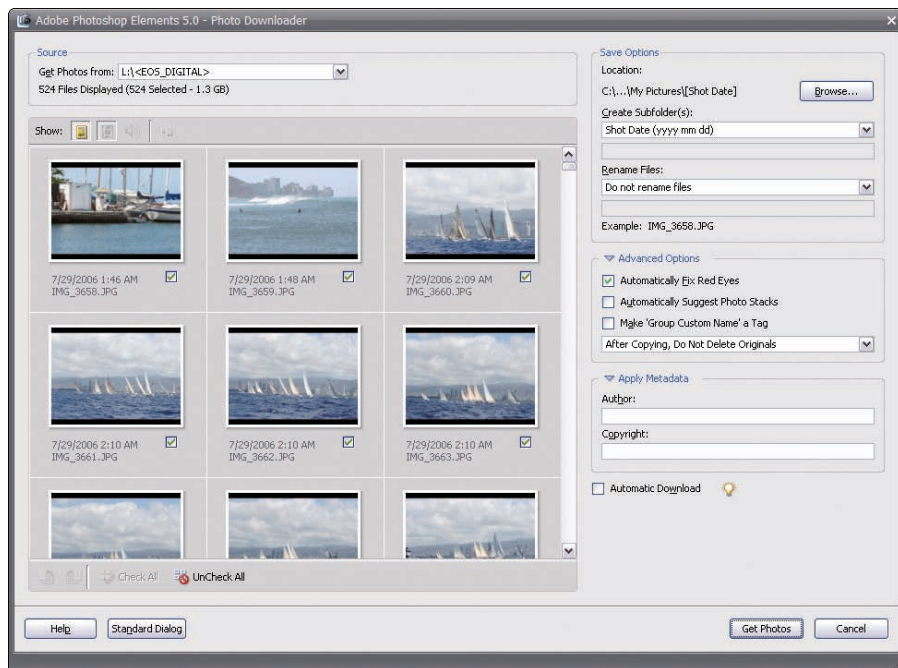 Adobe Photoshop Elements 5.0 - Photo Downloader
Source
Get Photos from: L:\<EOS_DIGITAL>
524 Files Displayed (524 Selected - 1.3 GB)
Show:
7/29/2006 1:46 AM
IMG_3658.JPG
7/29/2006 1:48 AM
IMG_3659.JPG
7/29/2006 2:09 AM
IMG_3660.JPG
7/29/2006 2:10 AM
IMG_3661.JPG
7/29/2006 2:10 AM
IMG_3662.JPG
7/29/2006 2:10 AM
IMG_3663.JPG
Check All
UnCheck All
Save Options
Location:
C:\...\My Pictures\[Shot Date]
Browse...
Create Subfolder(s):
Shot Date (yyyy mm dd)
Rename Files:
Do not rename files
Example: IMG_3658.JPG
Advanced Options
Automatically Fix Red Eyes
Automatically Suggest Photo Stacks
Make 'Group Custom Name' a Tag
After Copying, Do Not Delete Originals
Apply Metadata
Author:
Copyright:
Automatic Download
Help
Standard Dialog
Get Photos
Cancel